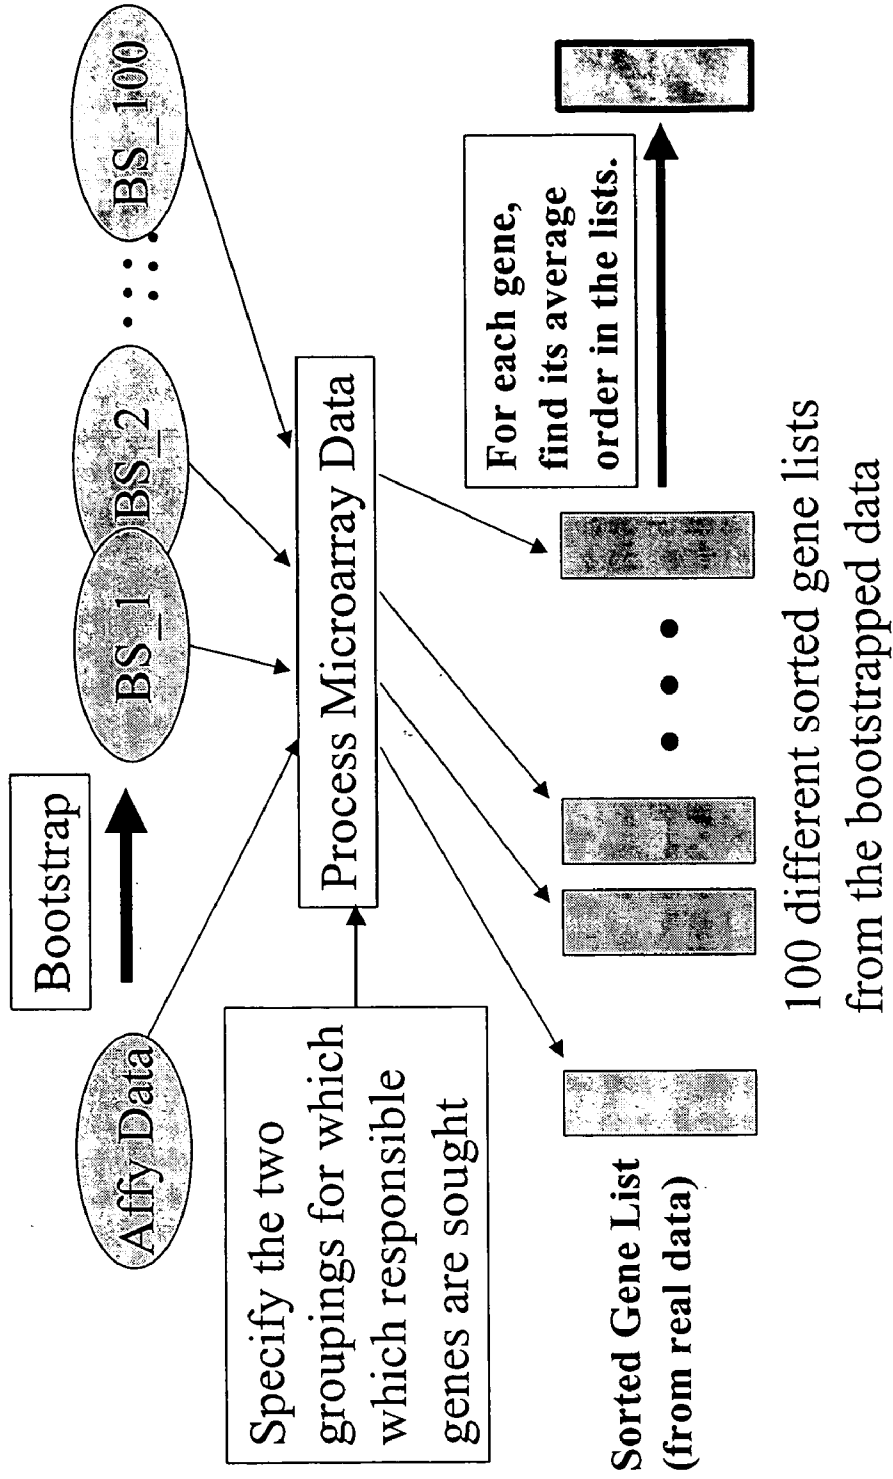 Bootstrap
Affy Data
BS_1
BS_2
BS_100
Specify the two
groupings for which
which responsible
genes are sought
Process Microarray Data
For each gene,
find its average
order in the lists.
Sorted Gene List
(from real data)
100 different sorted gene lists
from the bootstrapped data